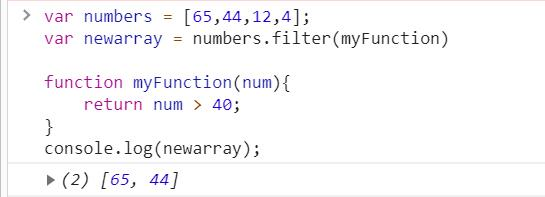 var numbers = [65,44,12,4];
var newarray = numbers.filter(myFunction)
function myFunction(num){
    return num > 40;
}
console.log(newarray);
(2) [65, 44]